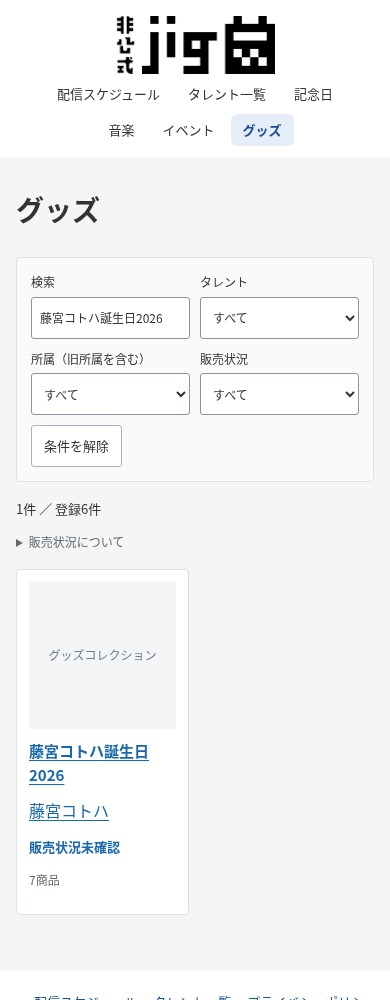 非公式 jig
配信スケジュール タレント一覧 記念日
音楽 イベント グッズ
グッズ
検索 タレント
藤宮コトハ誕生日2026 すべて
所属（旧所属を含む） 販売状況
すべて すべて
条件を解除
1件 ／ 登録6件
▶ 販売状況について
グッズコレクション
藤宮コトハ誕生日
2026
藤宮コトハ
販売状況未確認
7商品